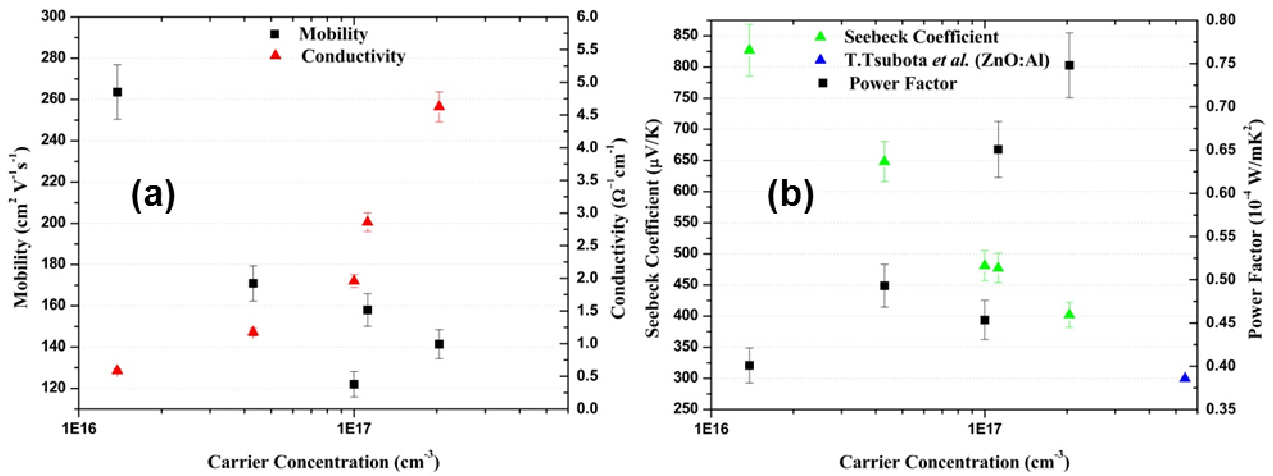 300
280
260
240
220
200
180
160
140
120
Mobility (cm² V⁻¹s⁻¹)
Mobility
Conductivity
(a)
6.0
5.5
5.0
4.5
4.0
3.5
3.0
2.5
2.0
1.5
1.0
0.5
0.0
Conductivity (Ω⁻¹ cm⁻¹)
1E16
1E17
Carrier Concentration (cm⁻³)
850
800
750
700
650
600
550
500
450
400
350
300
250
Seebeck Coefficient (µV/K)
Seebeck Coefficient
T.Tsubota et al. (ZnO:Al)
Power Factor
(b)
0.80
0.75
0.70
0.65
0.60
0.55
0.50
0.45
0.40
0.35
Power Factor (10⁻⁴ W/mK²)
1E16
1E17
Carrier Concentration (cm⁻³)